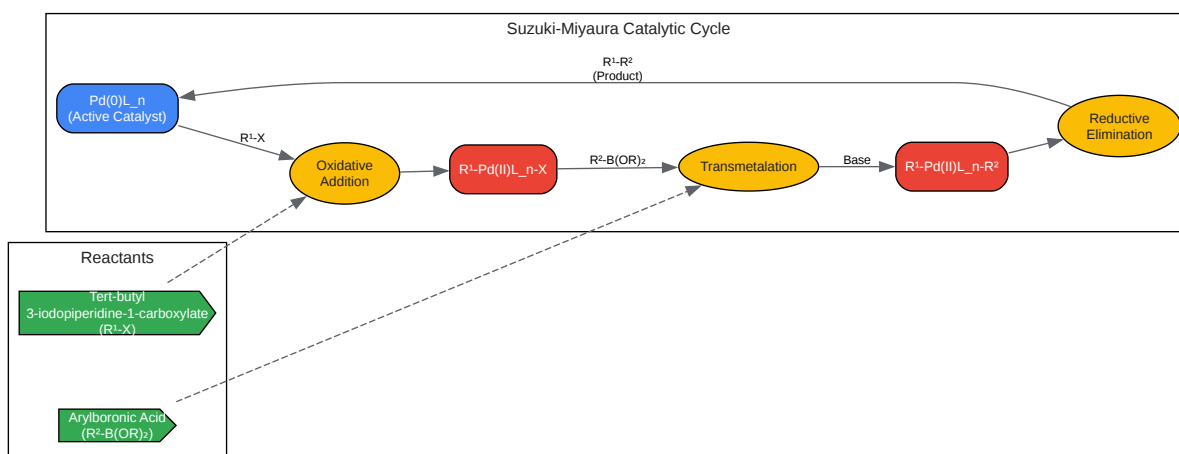 Suzuki-Miyaura Catalytic Cycle
R¹-R²
(Product)
Pd(0)L_n
(Active Catalyst)
R¹-X
Oxidative
Addition
R¹-Pd(II)L_n-X
R²-B(OR)₂
Transmetalation
Base
R¹-Pd(II)L_n-R²
Reductive
Elimination
Reactants
Tert-butyl
3-iodopiperidine-1-carboxylate
(R¹-X)
Arylboronic Acid
(R²-B(OR)₂)